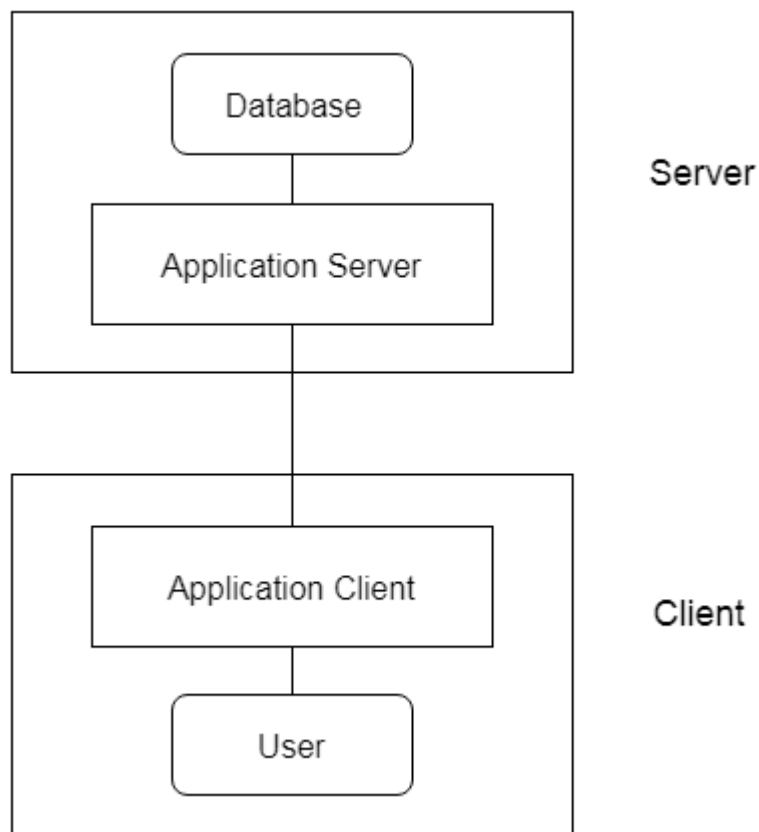 Database
Server
Application Server
Application Client
Client
User